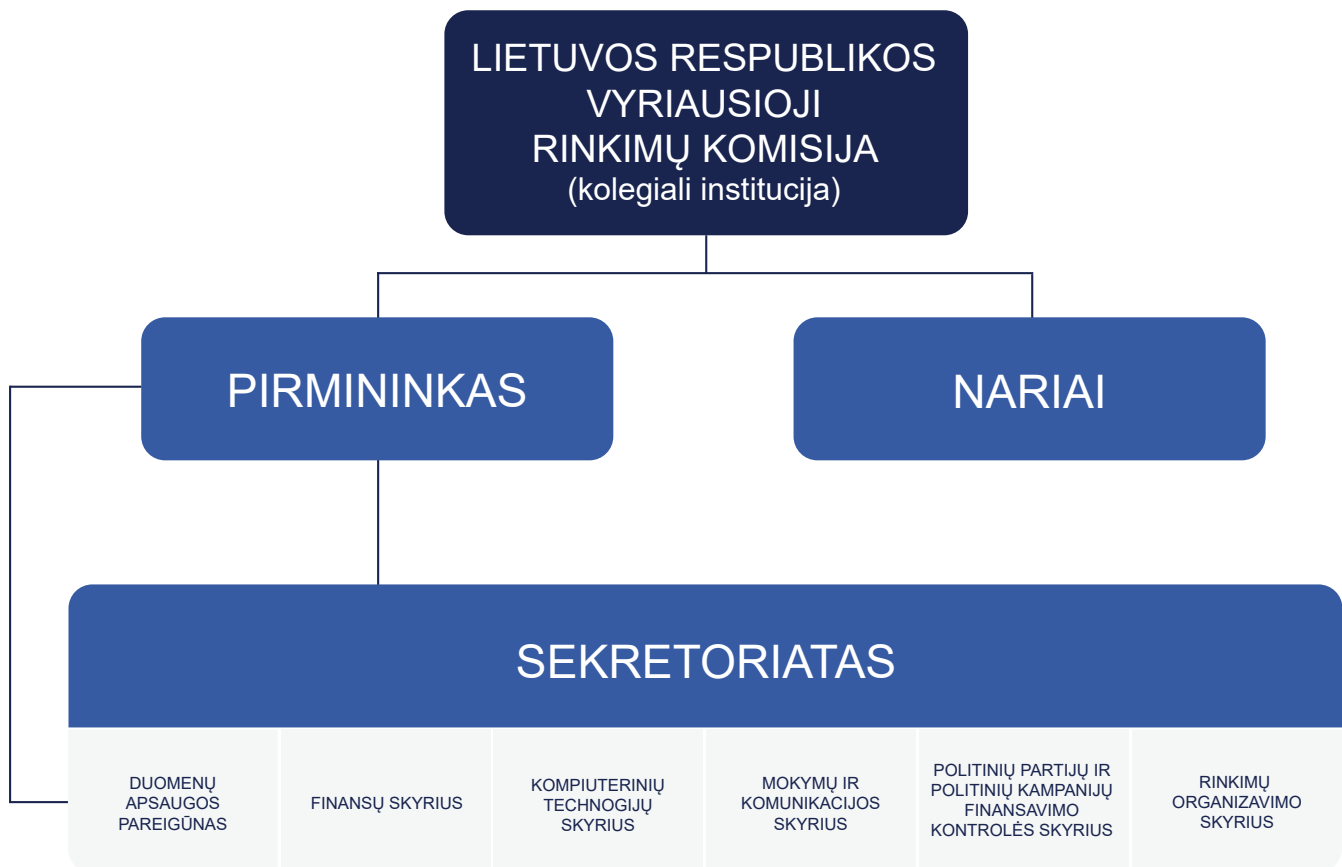 LIETUVOS RESPUBLIKOS
VYRIAUSIOJI
RINKIMŲ KOMISIJA
(kolegiali institucija)
PIRMININKAS
NARIAI
SEKRETORIATAS
DUOMENŲ
APSAUGOS
PAREIGŪNAS
FINANSŲ SKYRIUS
KOMPIUTERINIŲ
TECHNOGIJŲ
SKYRIUS
MOKYMŲ IR
KOMUNIKACIJOS
SKYRIUS
POLITINIŲ PARTIJŲ IR
POLITINIŲ KAMPANIJŲ
FINANSAVIMO
KONTROLĖS SKYRIUS
RINKIMŲ
ORGANIZAVIMO
SKYRIUS